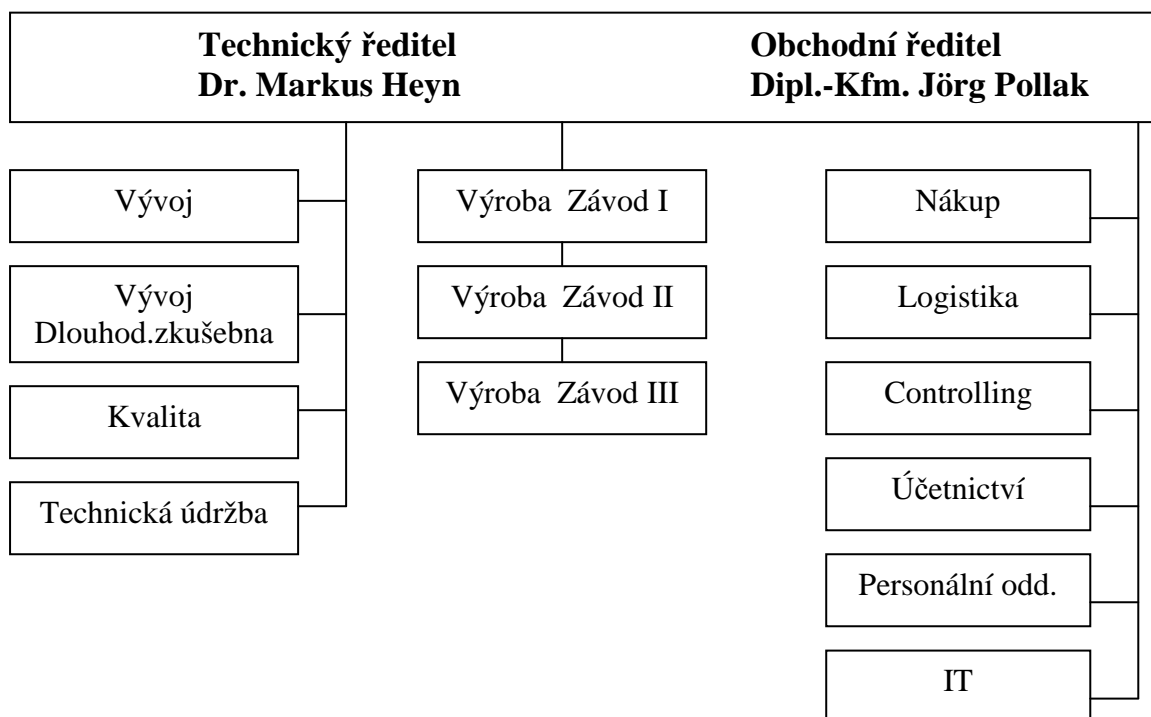 Technický ředitel
Dr. Markus Heyn
Obchodní ředitel
Dipl.-Kfm. Jörg Pollak
Vývoj
Vývoj
Dlouhod.zkušebna
Kvalita
Technická údržba
Výroba  Závod I
Výroba  Závod II
Výroba  Závod III
Nákup
Logistika
Controlling
Účetnictví
Personální odd.
IT